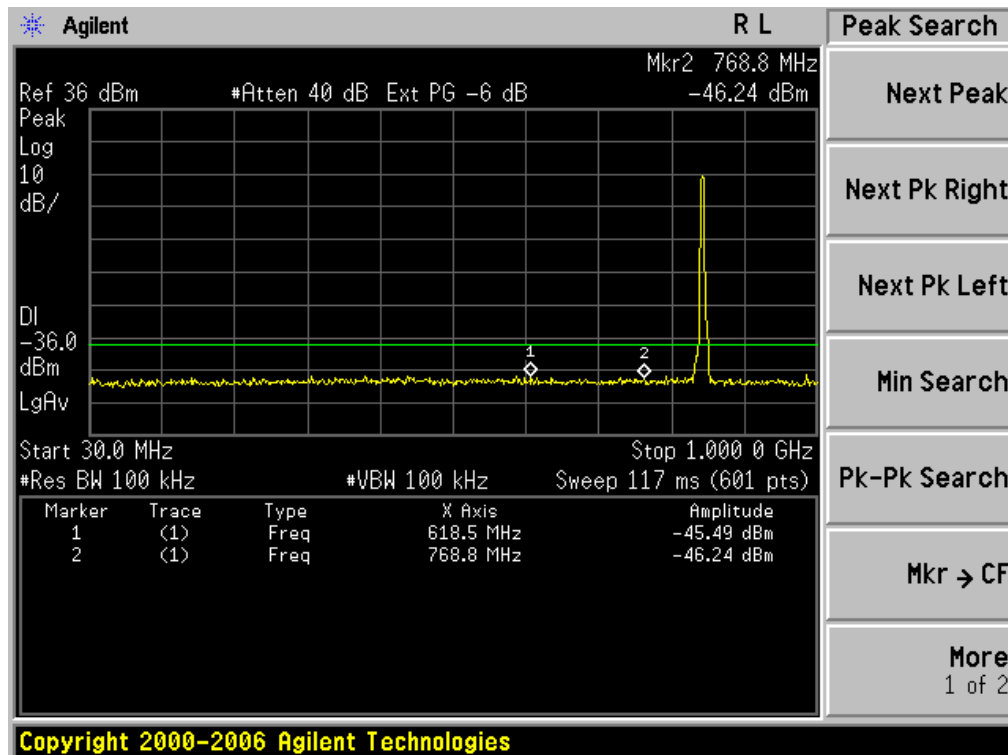 Agilent
R L
Peak Search
Mkr2 768.8 MHz
Ref 36 dBm #Atten 40 dB Ext PG -6 dB -46.24 dBm
Peak
Log
10
dB/
DI
-36.0
dBm
LgAv
1
2
Start 30.0 MHz Stop 1.000 0 GHz
#Res BW 100 kHz #VBW 100 kHz Sweep 117 ms (601 pts)
Marker Trace Type X Axis Amplitude
1 (1) Freq 618.5 MHz -45.49 dBm
2 (1) Freq 768.8 MHz -46.24 dBm
Next Peak
Next Pk Right
Next Pk Left
Min Search
Pk-Pk Search
Mkr → CF
More
1 of 2
Copyright 2000-2006 Agilent Technologies